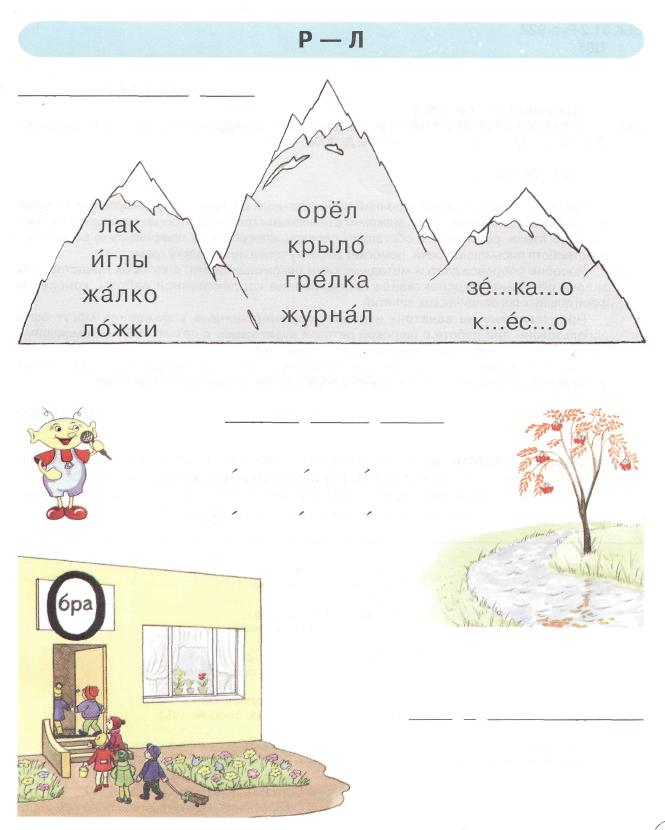 Р — Л
лак
и́глы
жа́лко
ло́жки
орёл
крыло́
гре́лка
журна́л
зе́...ка...о
к...е́с...о
бра